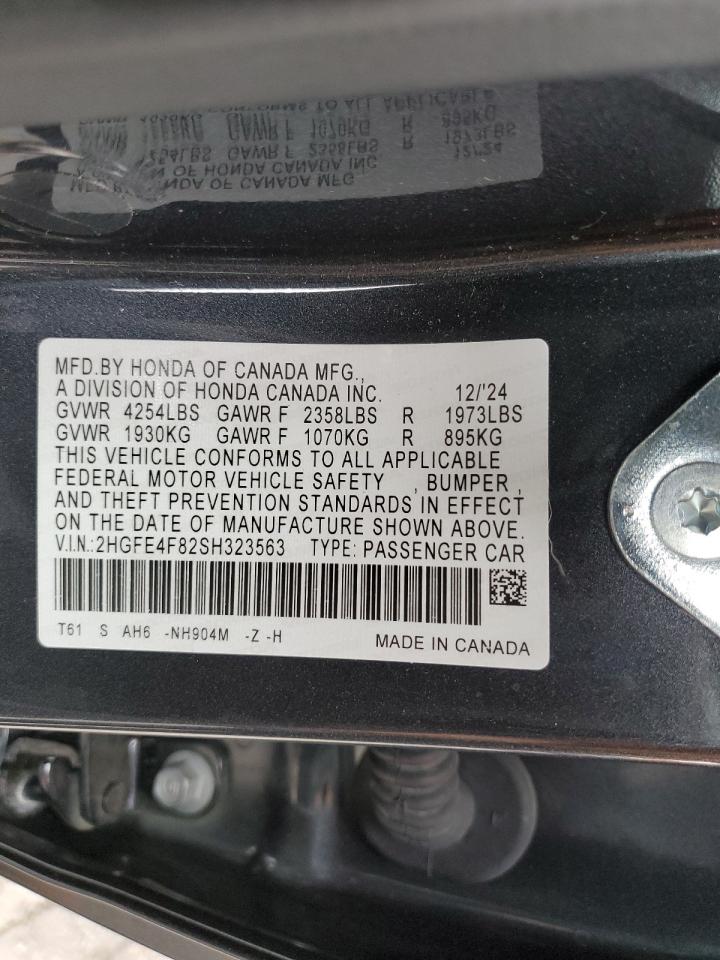 MFD.BY HONDA OF CANADA MFG.,
A DIVISION OF HONDA CANADA INC. 12/'24
GVWR 4254LBS GAWR F 2358LBS R 1973LBS
GVWR 1930KG GAWR F 1070KG R 895KG
THIS VEHICLE CONFORMS TO ALL APPLICABLE
FEDERAL MOTOR VEHICLE SAFETY , BUMPER ,
AND THEFT PREVENTION STANDARDS IN EFFECT
ON THE DATE OF MANUFACTURE SHOWN ABOVE.
V.I.N.:2HGFE4F82SH323563 TYPE: PASSENGER CAR
T61 S AH6 -NH904M -Z -H MADE IN CANADA